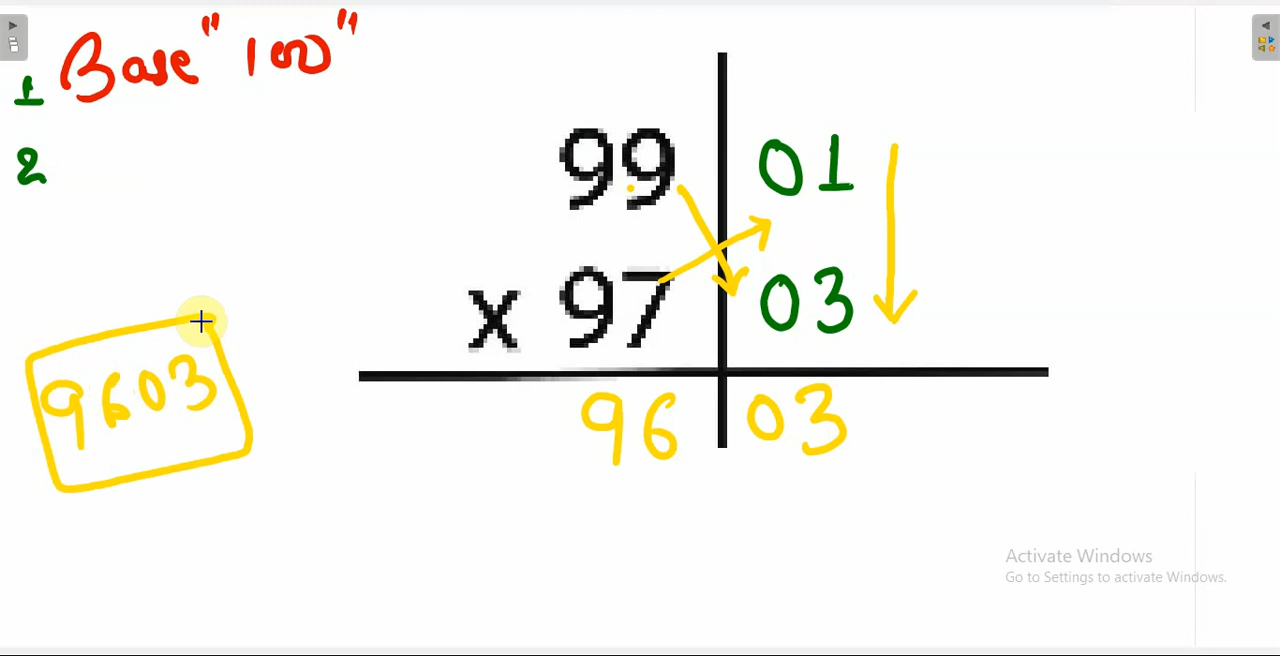 Base "100"
1
2
99 01
x 97 03
96 03
9603
Activate Windows
Go to Settings to activate Windows.